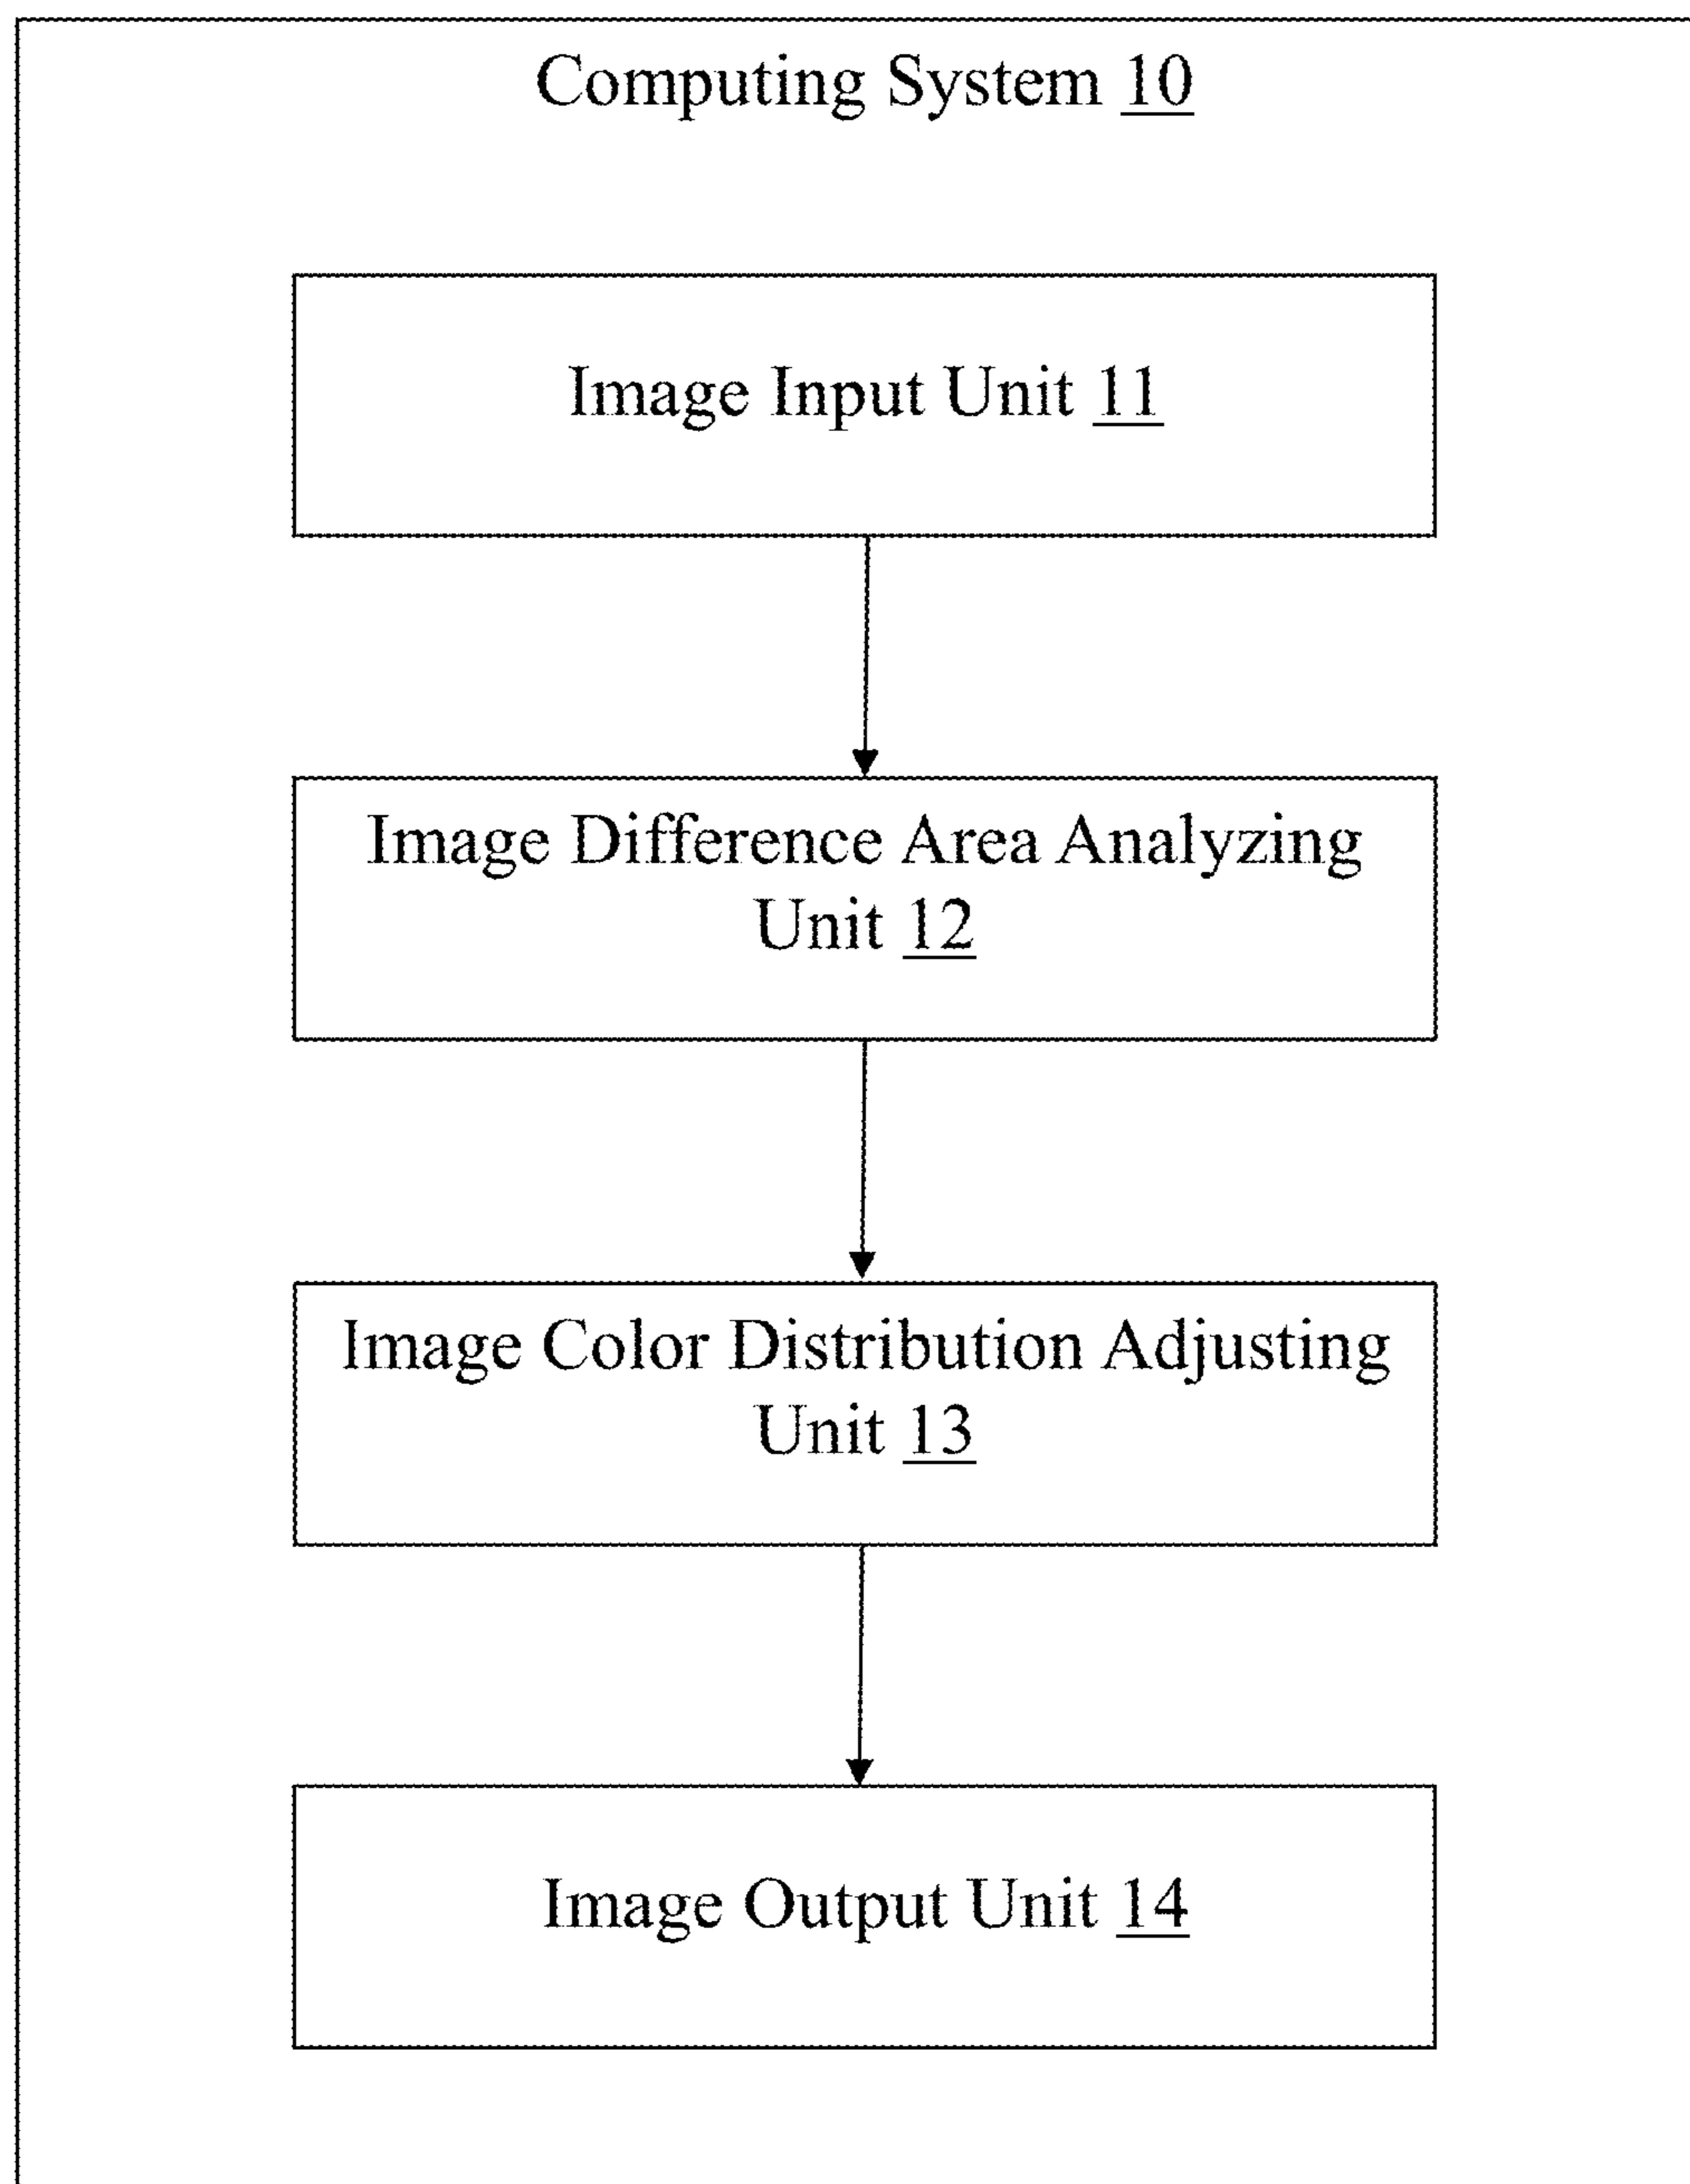 Computing System 10
Image Input Unit 11
Image Difference Area Analyzing
Unit 12
Image Color Distribution Adjusting
Unit 13
Image Output Unit 14